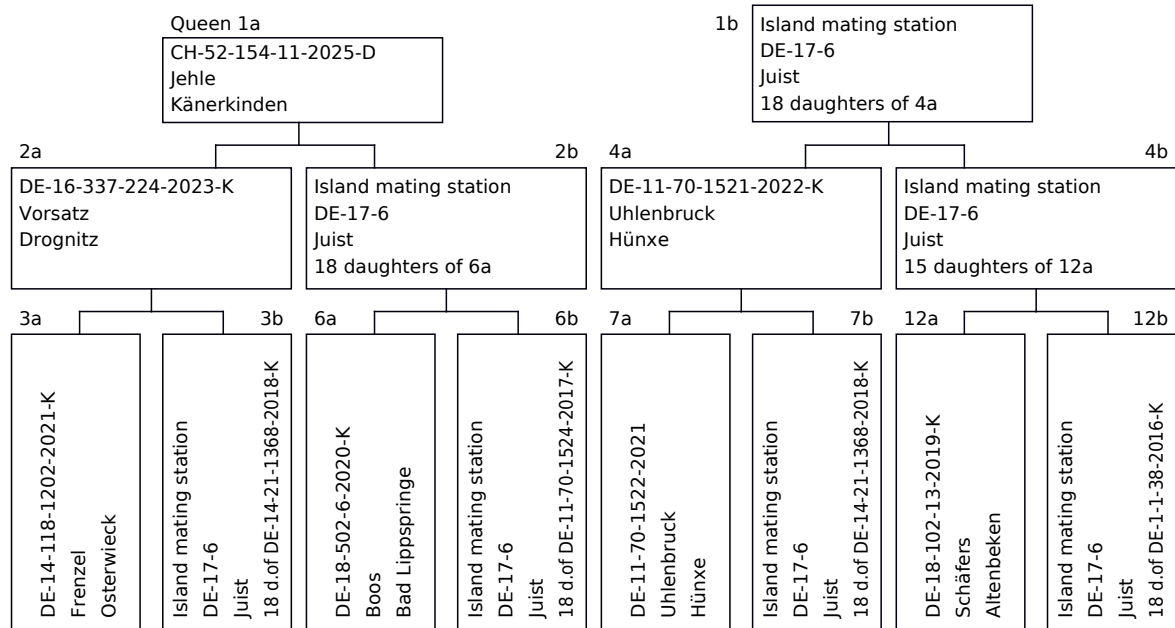 Queen 1a
CH-52-154-11-2025-D
Jehle
Känerkinden
1b
Island mating station
DE-17-6
Juist
18 daughters of 4a
2a
DE-16-337-224-2023-K
Vorsatz
Drognitz
2b
Island mating station
DE-17-6
Juist
18 daughters of 6a
4a
DE-11-70-1521-2022-K
Uhlenbruck
Hünxe
4b
Island mating station
DE-17-6
Juist
15 daughters of 12a
3a
DE-14-118-1202-2021-K
Frenzel
Osterwieck
3b
Island mating station
DE-17-6
Juist
18 d.of DE-14-21-1368-2018-K
6a
DE-18-502-6-2020-K
Boos
Bad Lippspringe
6b
Island mating station
DE-17-6
Juist
18 d.of DE-11-70-1524-2017-K
7a
DE-11-70-1522-2021
Uhlenbruck
Hünxe
7b
Island mating station
DE-17-6
Juist
18 d.of DE-14-21-1368-2018-K
12a
DE-18-102-13-2019-K
Schäfers
Altenbeken
12b
Island mating station
DE-17-6
Juist
18 d.of DE-1-1-38-2016-K